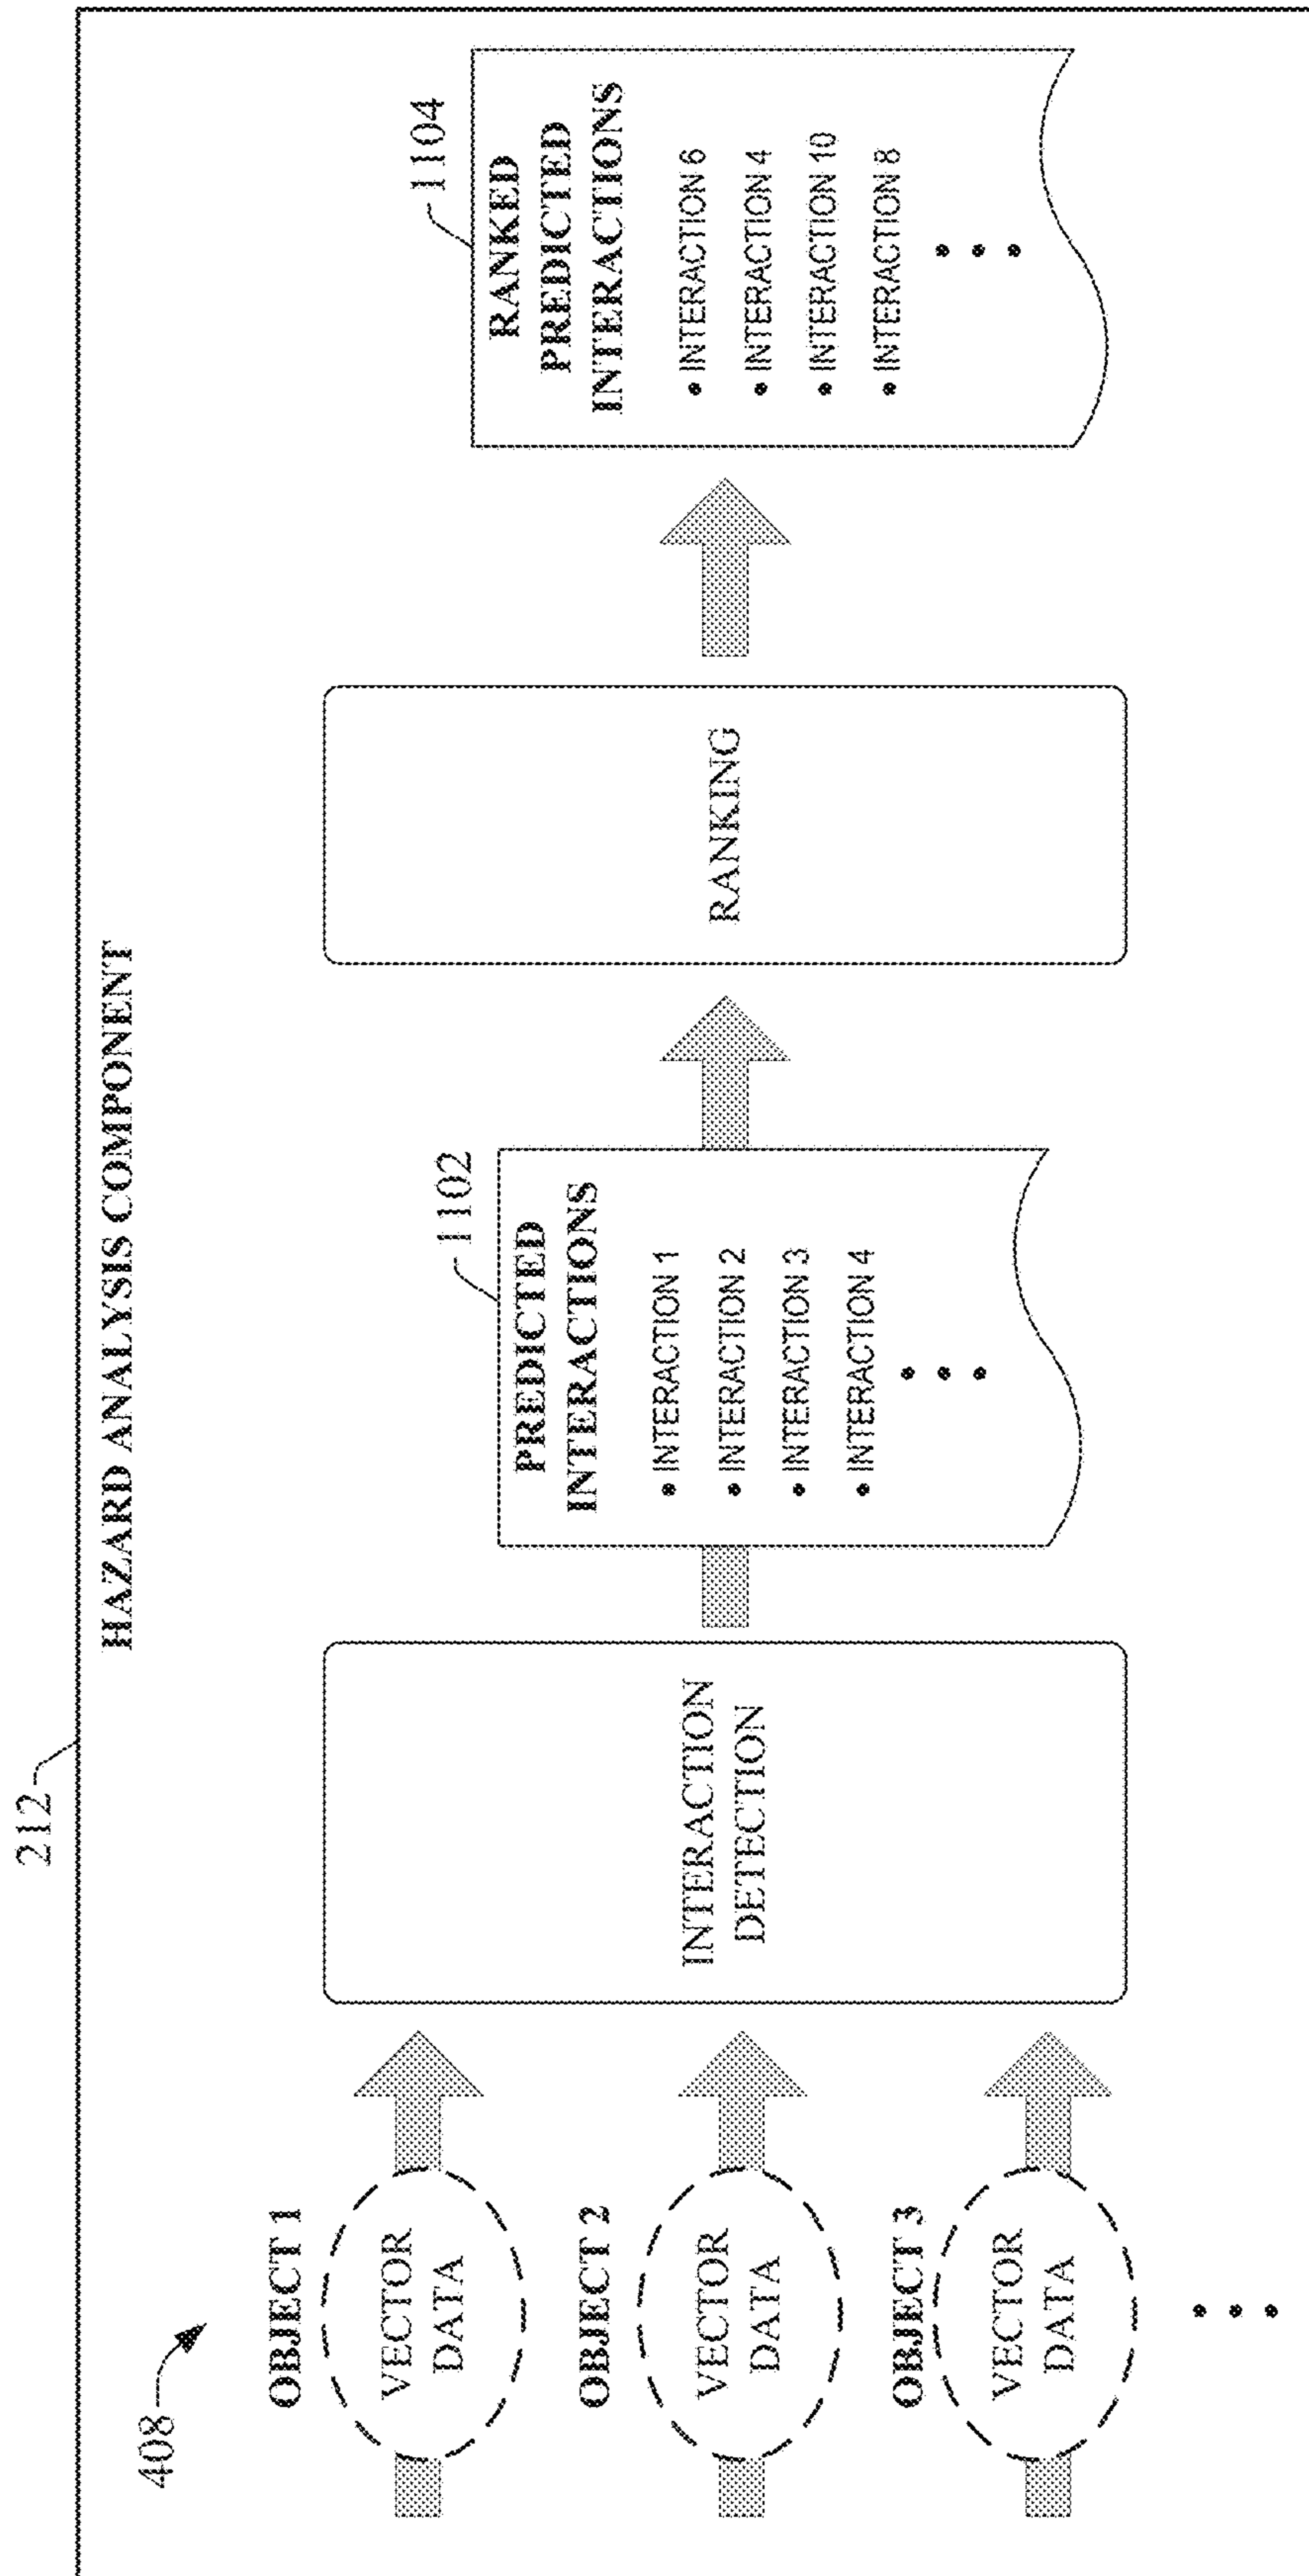 212
HAZARD ANALYSIS COMPONENT
408
OBJECT 1
VECTOR
DATA
OBJECT 2
VECTOR
DATA
OBJECT 3
VECTOR
DATA
INTERACTION
DETECTION
1102
PREDICTED
INTERACTIONS
• INTERACTION 1
• INTERACTION 2
• INTERACTION 3
• INTERACTION 4
RANKING
1104
RANKED
PREDICTED
INTERACTIONS
• INTERACTION 6
• INTERACTION 4
• INTERACTION 10
• INTERACTION 8